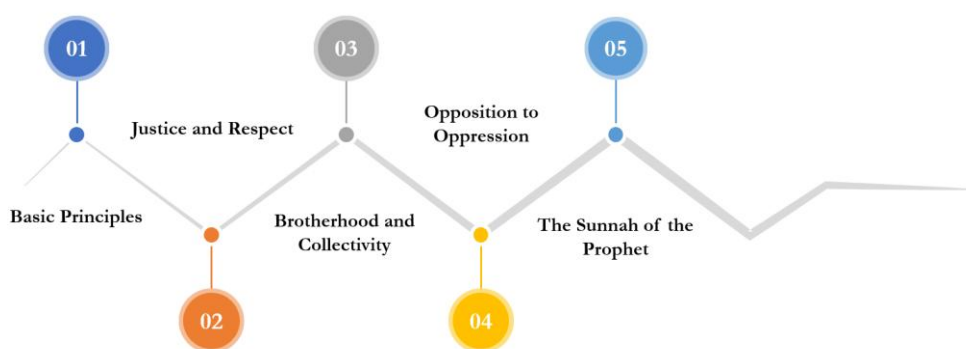 01
Basic Principles
02
Justice and Respect
03
Brotherhood and
Collectivity
04
Opposition to
Oppression
05
The Sunnah of the
Prophet